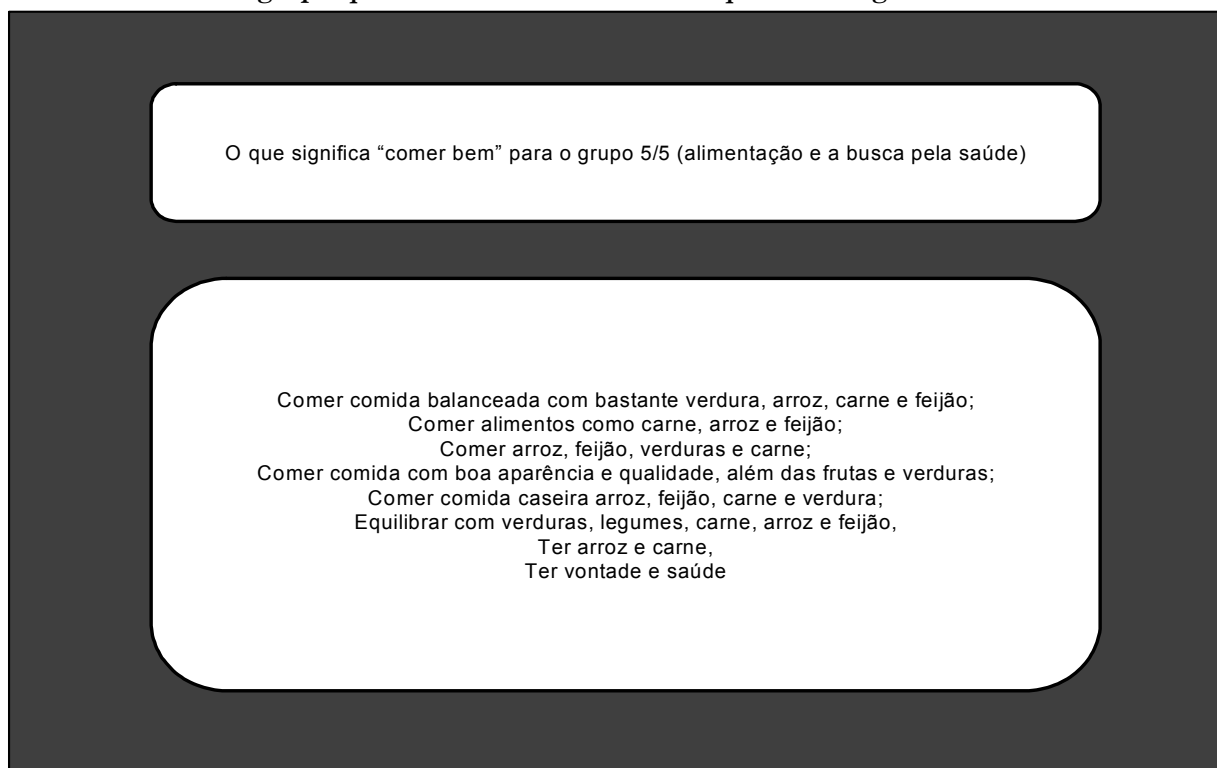 O que significa “comer bem” para o grupo 5/5 (alimentação e a busca pela saúde)
Comer comida balanceada com bastante verdura, arroz, carne e feijão;
Comer alimentos como carne, arroz e feijão;
Comer arroz, feijão, verduras e carne;
Comer comida com boa aparência e qualidade, além das frutas e verduras;
Comer comida caseira arroz, feijão, carne e verdura;
Equilibrar com verduras, legumes, carne, arroz e feijão,
Ter arroz e carne,
Ter vontade e saúde